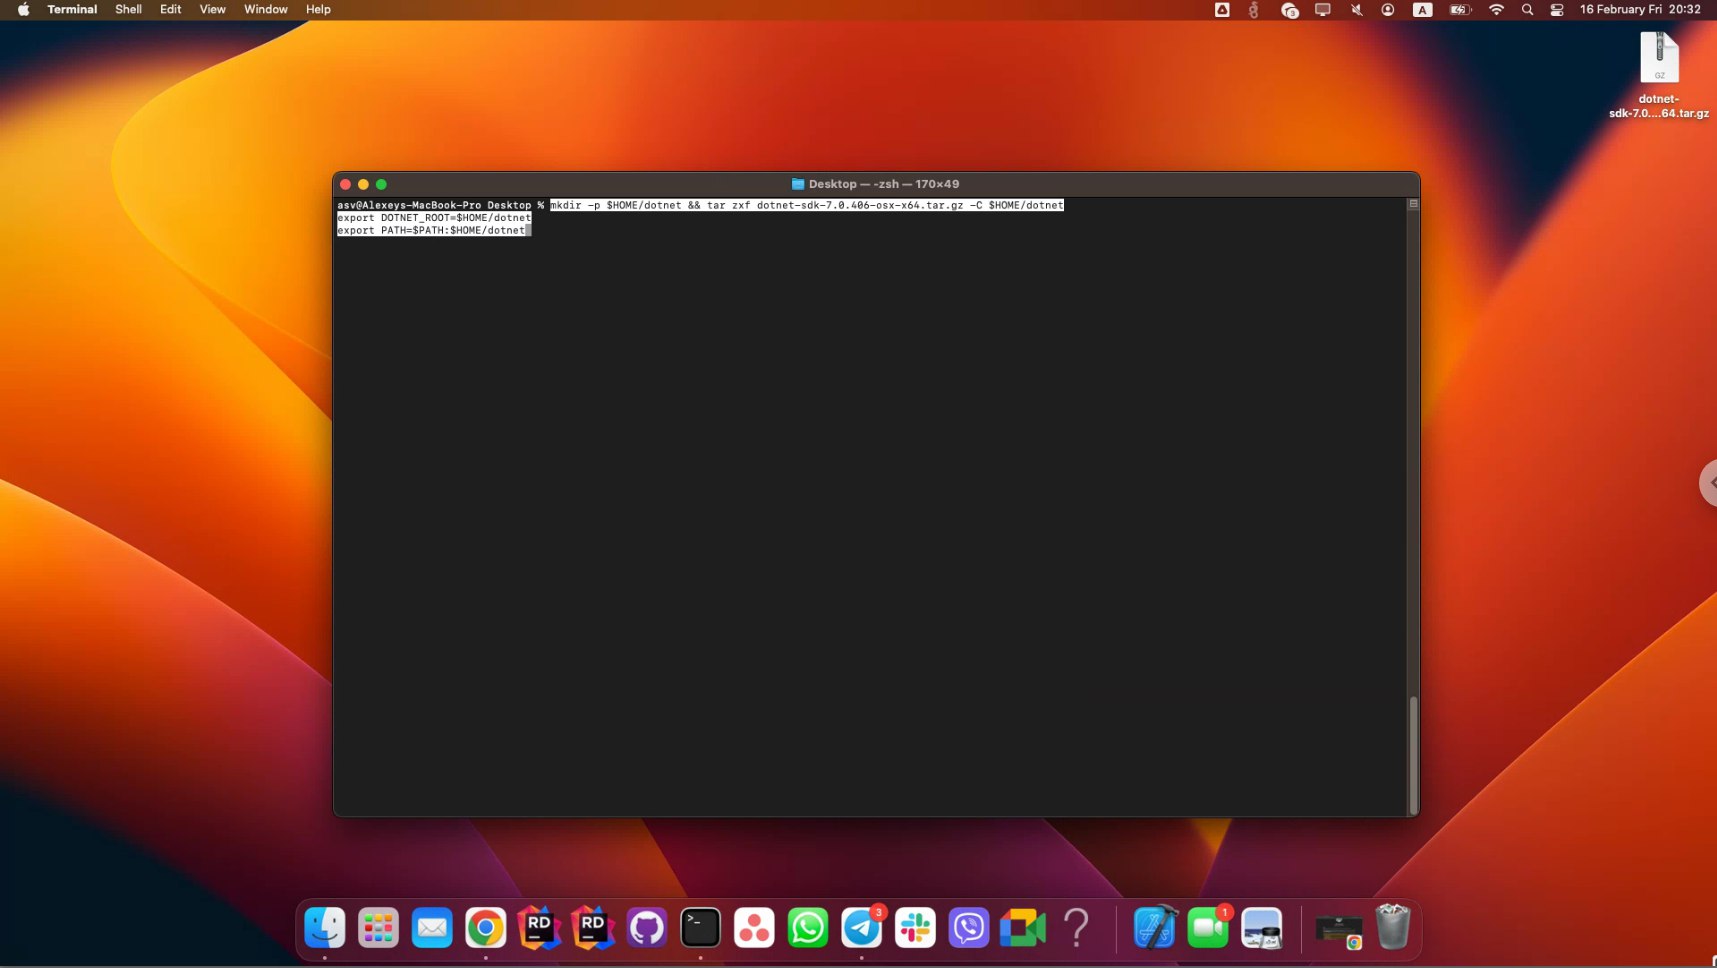 Terminal Shell Edit View Window Help 3 A 16 February Fri 20:32
GZ
dotnet-
sdk-7.0....64.tar.gz
Desktop — -zsh — 170×49
asv@Alexeys-MacBook-Pro Desktop % mkdir -p $HOME/dotnet && tar zxf dotnet-sdk-7.0.406-osx-x64.tar.gz -C $HOME/dotnet
export DOTNET_ROOT=$HOME/dotnet
export PATH=$PATH:$HOME/dotnet
RD RD >_ 3 ? 1